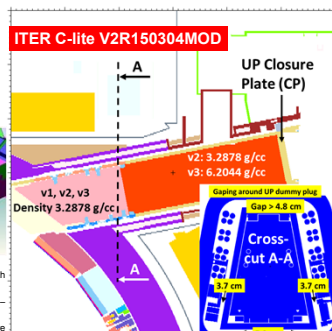 ITER C-lite V2R150304MOD
A
UP Closure
Plate (CP)
v2: 3.2878 g/cc
v3: 6.2044 g/cc
v1, v2, v3
Density 3.2878 g/cc
Gaping around UP dummy plug
Gap > 4.8 cm
Cross-
cut A-A
A
3.7 cm
3.7 cm